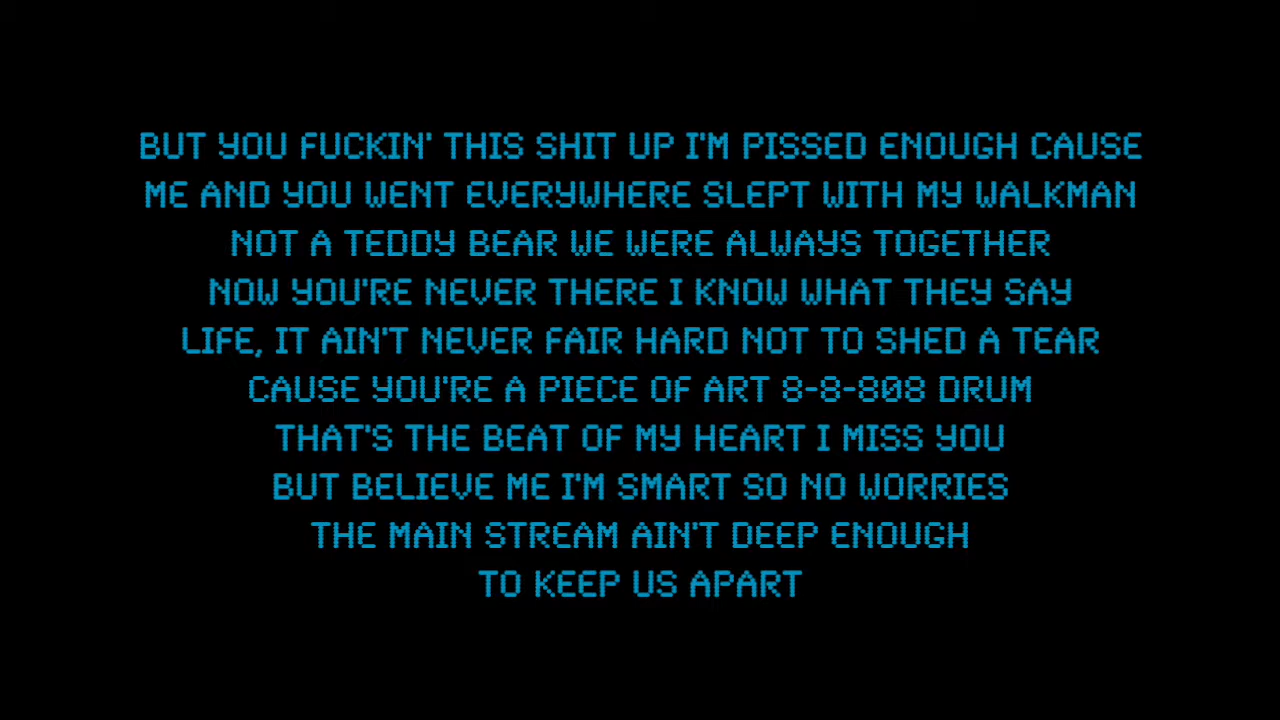 BUT YOU FUCKIN' THIS SHIT UP I'M PISSED ENOUGH CAUSE
ME AND YOU WENT EVERYWHERE SLEPT WITH MY WALKMAN
NOT A TEDDY BEAR WE WERE ALWAYS TOGETHER
NOW YOU'RE NEVER THERE I KNOW WHAT THEY SAY
LIFE, IT AIN'T NEVER FAIR HARD NOT TO SHED A TEAR
CAUSE YOU'RE A PIECE OF ART 8-8-808 DRUM
THAT'S THE BEAT OF MY HEART I MISS YOU
BUT BELIEVE ME I'M SMART SO NO WORRIES
THE MAIN STREAM AIN'T DEEP ENOUGH
TO KEEP US APART